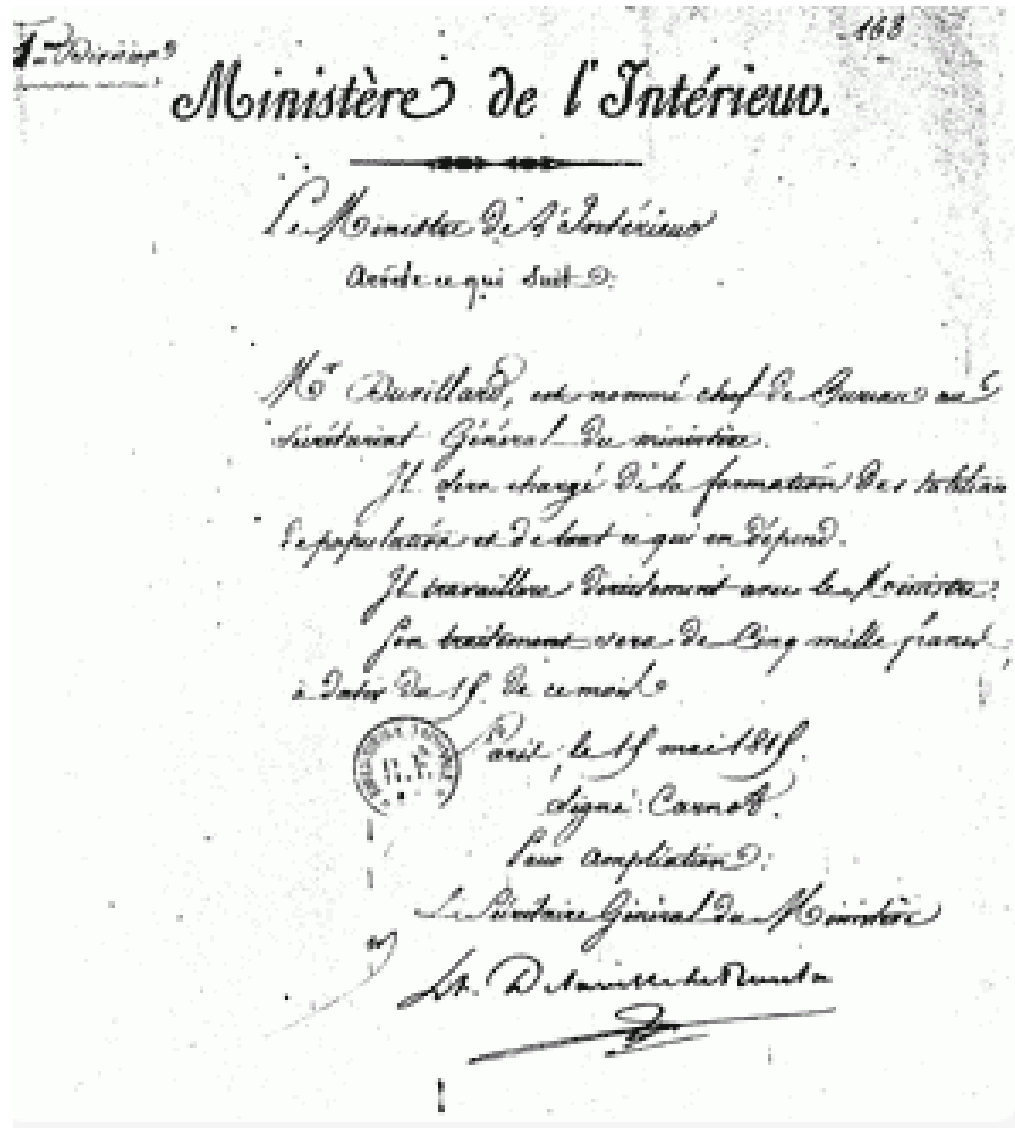 168
1re Division
Ministère de l'Intérieur.
Le Ministre de l'Intérieur
Arrête ce qui suit :
Mr Duvillard, est nommé chef de Bureau au
Secrétariat Général du ministère.
Il sera chargé de la formation des tableaux
de population et de tout ce qui en dépend.
Il travaillera directement avec le Ministre.
Son traitement sera de Cinq mille francs,
à dater du 15 de ce mois.
Paris, le 15 mai 1815.
Signé : Carnot.
Pour ampliation :
Le Secrétaire Général du Ministère